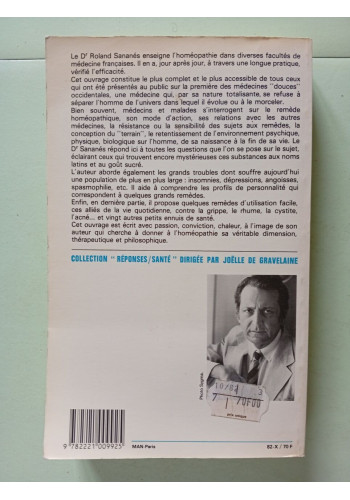 Le Dr Roland Sananés enseigne l'homéopathie dans diverses facultés de
médecine françaises. Il en a, jour après jour, à travers une longue pratique,
vérifié l'efficacité.
Cet ouvrage constitue le plus complet et le plus accessible de tous ceux
qui ont été présentés au public sur la première des médecines "douces"
occidentales, une médecine qui, par sa nature totalisante, se refuse à
séparer l'homme de l'univers dans lequel il évolue ou à le morceler.
Bien souvent, médecins et malades s'interrogent sur le remède
homéopathique, son mode d'action, ses relations avec les autres
médecines, la résistance ou la sensibilité des sujets aux remèdes, la
conception du "terrain", le retentissement de l'environnement psychique,
physique, biologique sur l'homme, de sa naissance à la fin de sa vie. Le
Dr Sananés répond ici à toutes les questions que l'on se pose sur le sujet,
éclairant ceux qui trouvent encore mystérieuses ces substances aux noms
latins et au goût sucré.
L'auteur aborde également les grands troubles dont souffre aujourd'hui
une population de plus en plus large : insomnies, dépressions, angoisses,
spasmophilie, etc. Il aide à comprendre les profils de personnalité qui
correspondent à quelques grands remèdes.
Enfin, en dernière partie, il propose quelques remèdes d'utilisation facile,
ces alliés de la vie quotidienne, contre la grippe, le rhume, la cystite,
l'acné... et vingt autres petits ennuis de santé.
Cet ouvrage est écrit avec passion, conviction, chaleur, à l'image de son
auteur qui cherche à donner à l'homéopathie sa véritable dimension,
thérapeutique et philosophique.
COLLECTION "RÉPONSES/SANTÉ" DIRIGÉE PAR JOËLLE DE GRAVELAINE
70F00
9 782221 009925
MAN Paris
82-X / 70 F